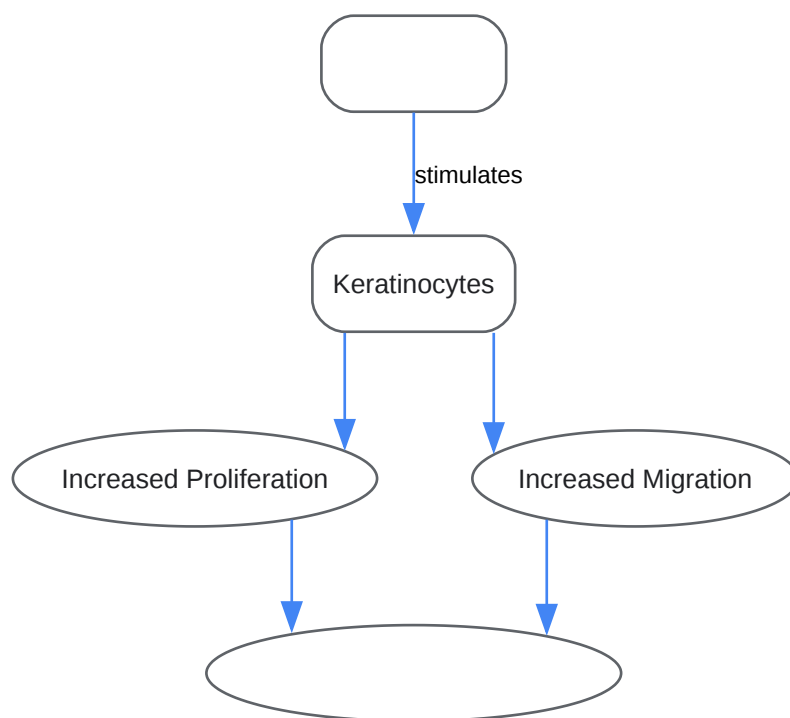 stimulates
Keratinocytes
Increased Proliferation
Increased Migration